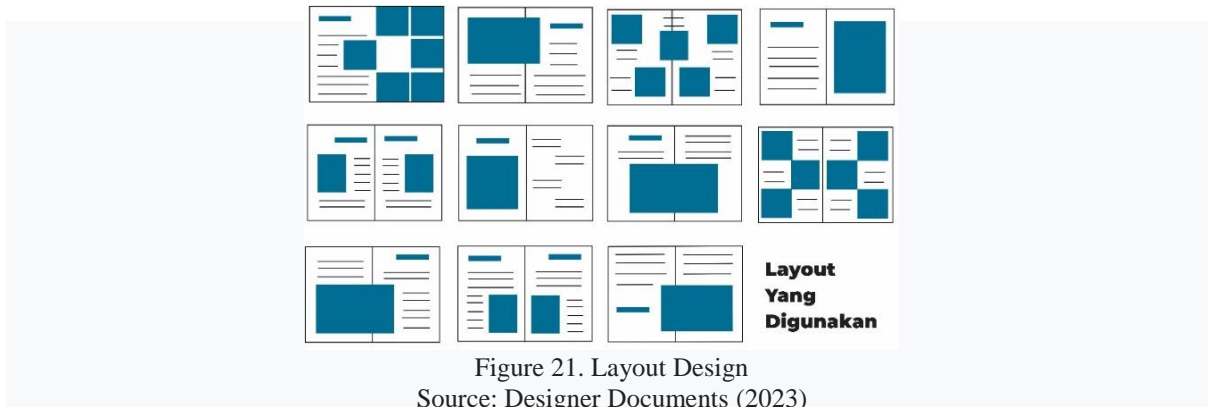 Layout
Yang
Digunakan
Figure 21. Layout Design
Source: Designer Documents (2023)